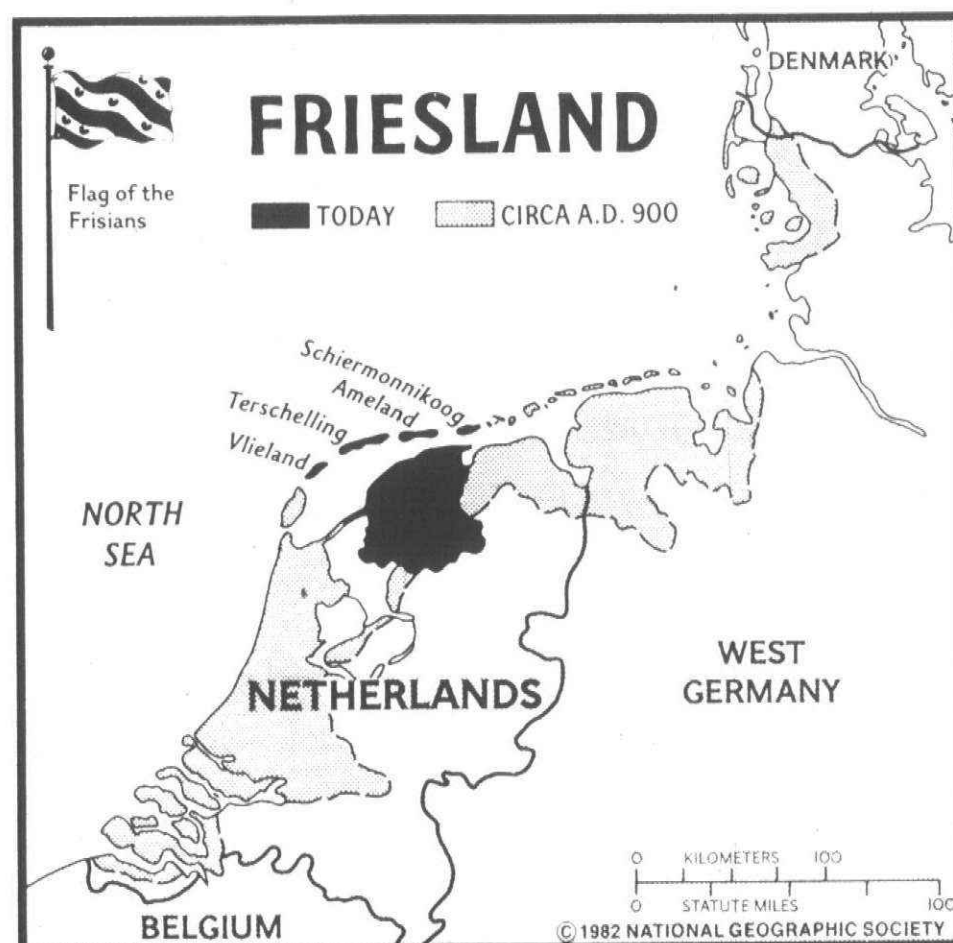 FRIESLAND
Flag of the
Frisians
TODAY
CIRCA A.D. 900
DENMARK
Schiermonnikoog
Ameland
Terschelling
Vlieland
NORTH
SEA
NETHERLANDS
WEST
GERMANY
BELGIUM
0 KILOMETERS 100
0 STATUTE MILES 100
© 1982 NATIONAL GEOGRAPHIC SOCIETY